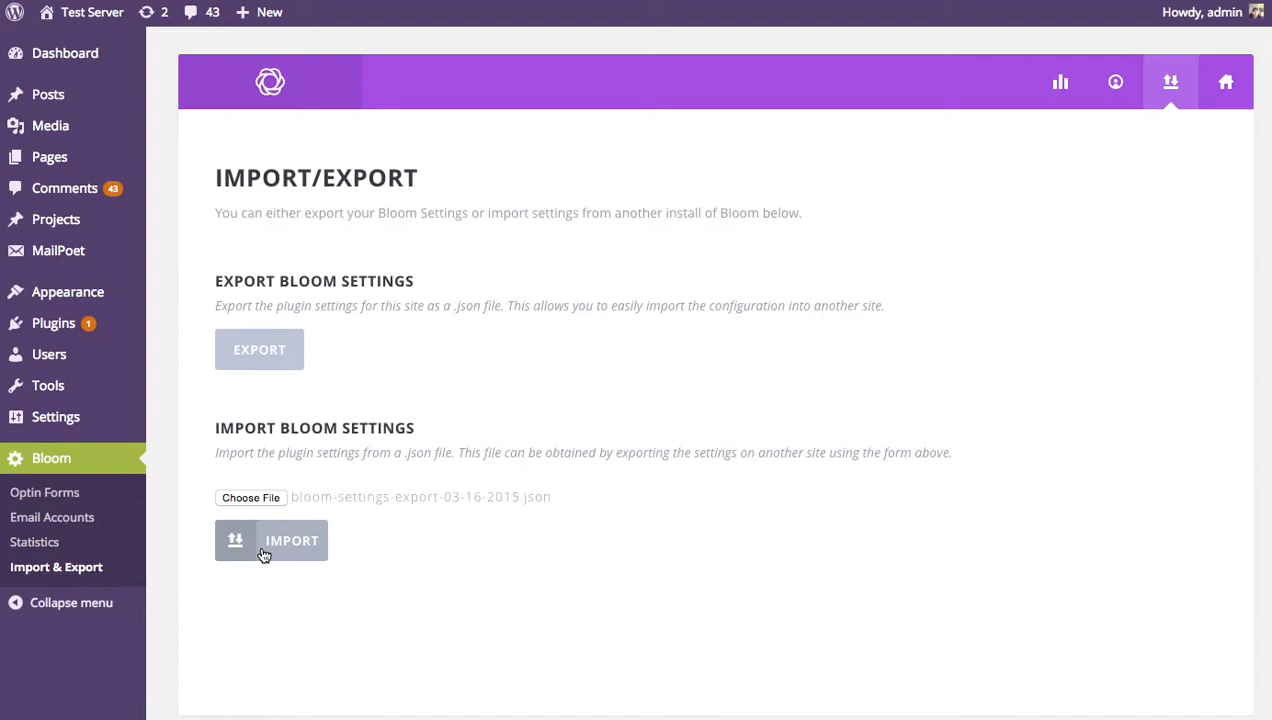 Test Server 2 43 New Howdy, admin
Dashboard
Posts
Media
Pages
Comments 43
Projects
MailPoet
Appearance
Plugins 1
Users
Tools
Settings
Bloom
Optin Forms
Email Accounts
Statistics
Import & Export
Collapse menu
IMPORT/EXPORT
You can either export your Bloom Settings or import settings from another install of Bloom below.
EXPORT BLOOM SETTINGS
Export the plugin settings for this site as a .json file. This allows you to easily import the configuration into another site.
EXPORT
IMPORT BLOOM SETTINGS
Import the plugin settings from a .json file. This file can be obtained by exporting the settings on another site using the form above.
Choose File bloom-settings-export-03-16-2015.json
IMPORT